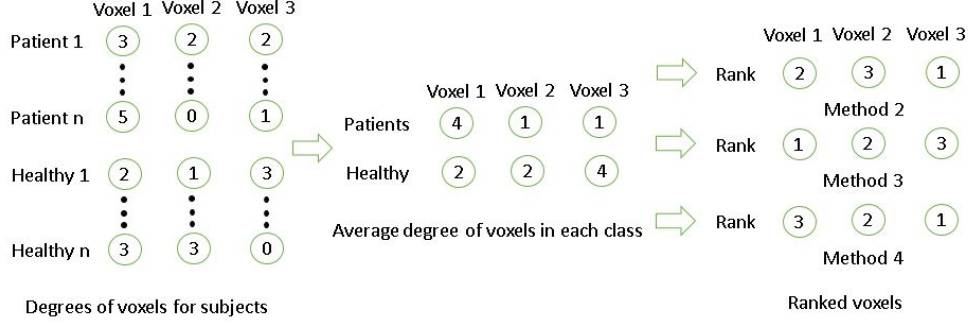 Voxel 1 Voxel 2 Voxel 3
Patient 1 3 2 2
Patient n 5 0 1
Healthy 1 2 1 3
Healthy n 3 3 0
Degrees of voxels for subjects
Voxel 1 Voxel 2 Voxel 3
Patients 4 1 1
Healthy 2 2 4
Average degree of voxels in each class
Voxel 1 Voxel 2 Voxel 3
Rank 2 3 1
Method 2
Rank 1 2 3
Method 3
Rank 3 2 1
Method 4
Ranked voxels